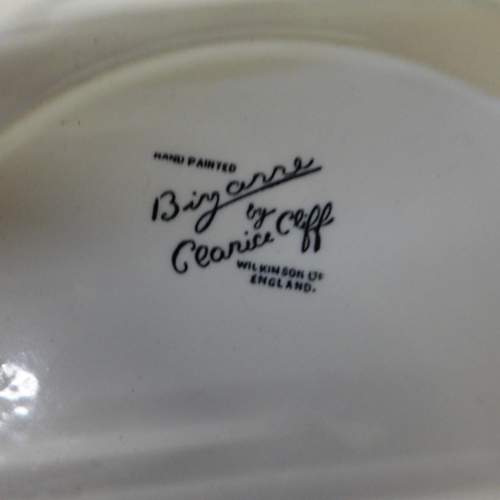 HAND PAINTED
Bizarre
by
Clarice Cliff
WILKINSON LTD
ENGLAND.